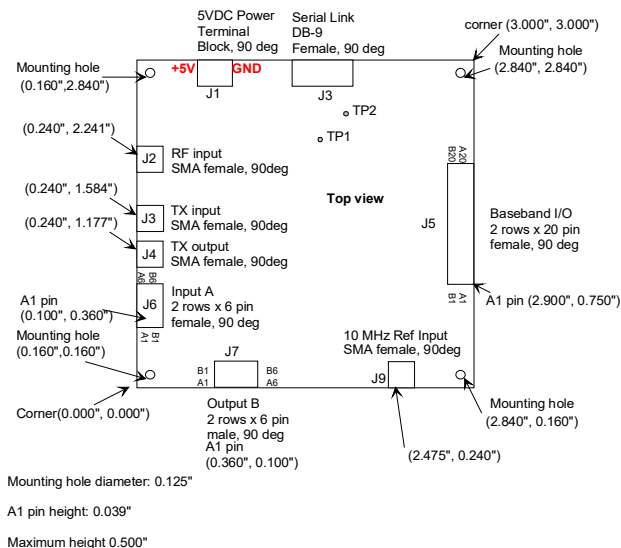 5VDC Power
Terminal
Block, 90 deg
Serial Link
DB-9
Female, 90 deg
corner (3.000", 3.000")
Mounting hole
(0.160",2.840")
+5V
GND
Mounting hole
(2.840", 2.840")
J1
J3
TP2
TP1
(0.240", 2.241")
J2
RF input
SMA female, 90deg
B20
A20
(0.240", 1.584")
J3
TX input
SMA female, 90deg
Top view
(0.240", 1.177")
J4
TX output
SMA female, 90deg
J5
Baseband I/O
2 rows x 20 pin
female, 90 deg
A6
B6
A1 pin
(0.100", 0.360")
J6
Input A
2 rows x 6 pin
female, 90 deg
B1
A1
A1 pin (2.900", 0.750")
Mounting hole
(0.160",0.160")
A1
B1
10 MHz Ref Input
SMA female, 90deg
J7
B1
A1
B6
A6
J9
Corner(0.000", 0.000")
Output B
2 rows x 6 pin
male, 90 deg
A1 pin
(0.360", 0.100")
Mounting hole
(2.840", 0.160")
(2.475", 0.240")
Mounting hole diameter: 0.125"
A1 pin height: 0.039"
Maximum height 0.500"